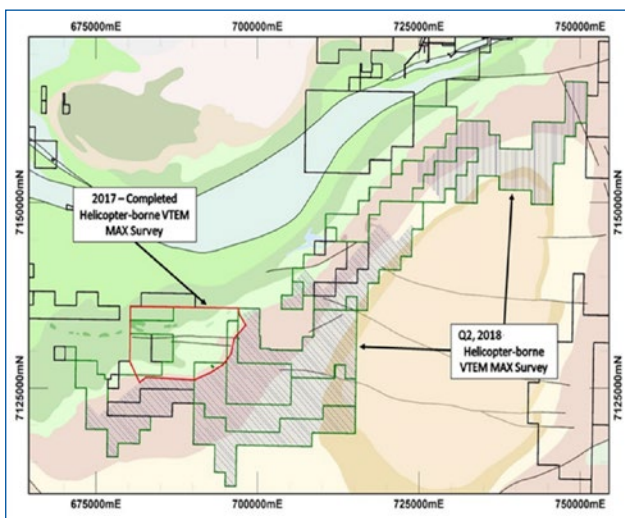 675000mE 700000mE 725000mE 750000mE
7150000mN
7150000mN
2017 – Completed
Helicopter-borne VTEM
MAX Survey
Q2, 2018
Helicopter-borne
VTEM MAX Survey
7125000mN
7125000mN
675000mE 700000mE 725000mE 750000mE